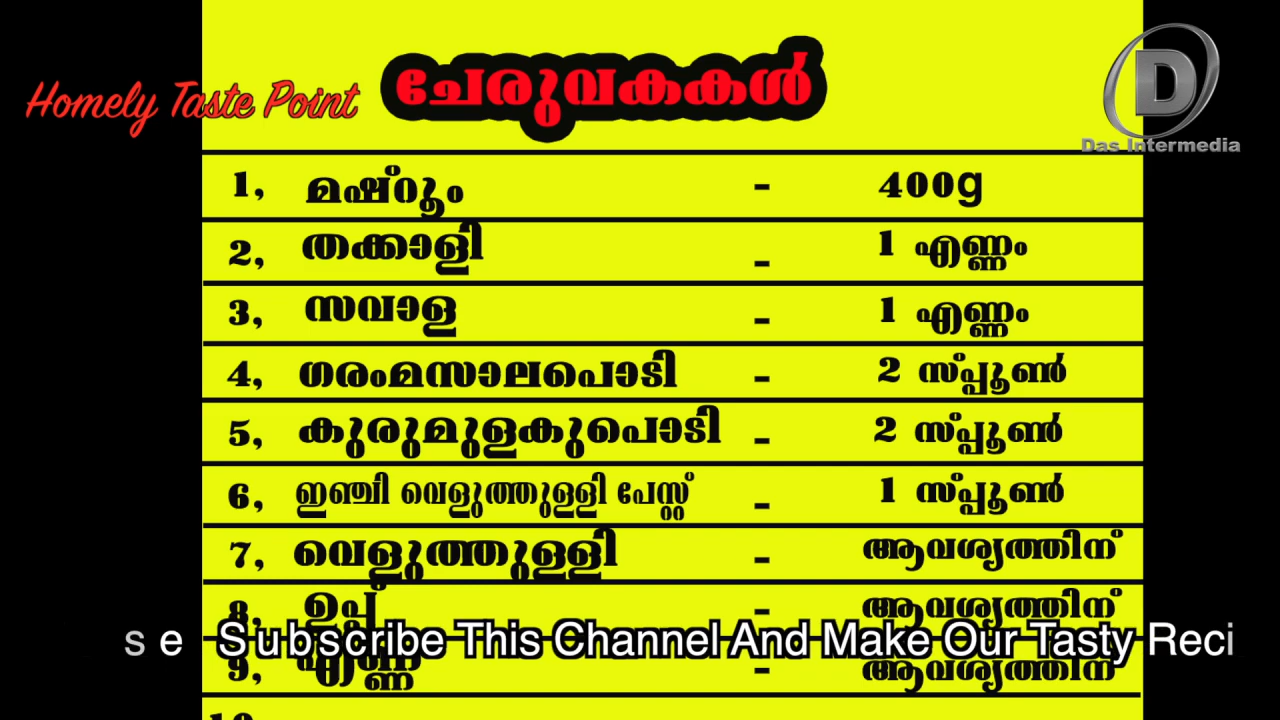 Homely Taste Point
ചേരുവകകൾ
D
Das Intermedia
1, മഷ്റൂം - 400g
2, തക്കാളി - 1 എണ്ണം
3, സവാള - 1 എണ്ണം
4, ഗരംമസാലപൊടി - 2 സ്പൂൺ
5, കുരുമുളകുപൊടി - 2 സ്പൂൺ
6, ഇഞ്ചി വെളുത്തുള്ളി പേസ്റ്റ് - 1 സ്പൂൺ
7, വെളുത്തുള്ളി - ആവശ്യത്തിന്
8, ഉപ്പ് - ആവശ്യത്തിന്
se Subscribe This Channel And Make Our Tasty Reci
9, എണ്ണ - ആവശ്യത്തിന്